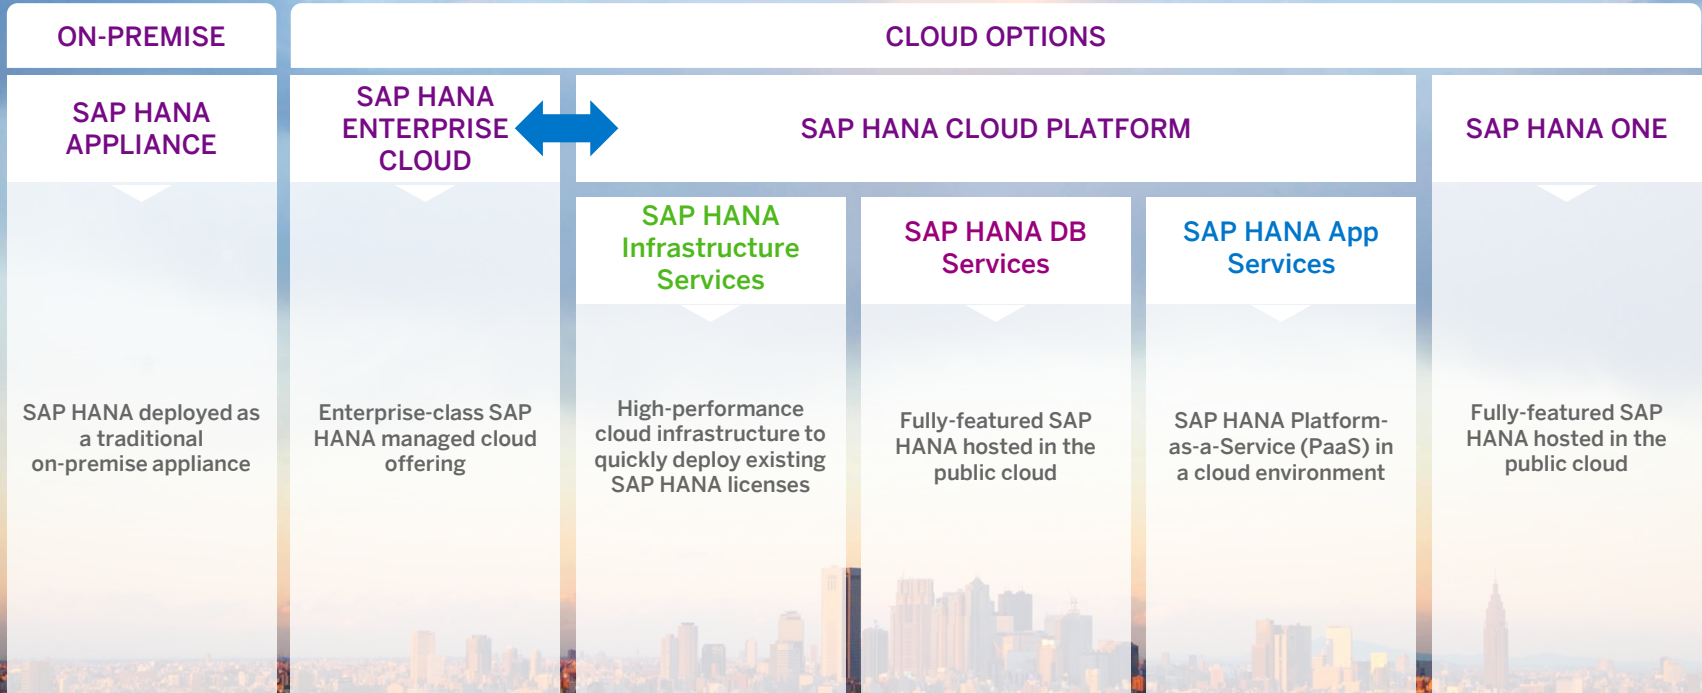 ON-PREMISE
CLOUD OPTIONS
SAP HANA
APPLIANCE
SAP HANA
ENTERPRISE
CLOUD
SAP HANA CLOUD PLATFORM
SAP HANA ONE
SAP HANA
Infrastructure
Services
SAP HANA DB
Services
SAP HANA App
Services
SAP HANA deployed as
a traditional
on-premise appliance
Enterprise-class SAP
HANA managed cloud
offering
High-performance
cloud infrastructure to
quickly deploy existing
SAP HANA licenses
Fully-featured SAP
HANA hosted in the
public cloud
SAP HANA Platform-
as-a-Service (PaaS) in
a cloud environment
Fully-featured SAP
HANA hosted in the
public cloud